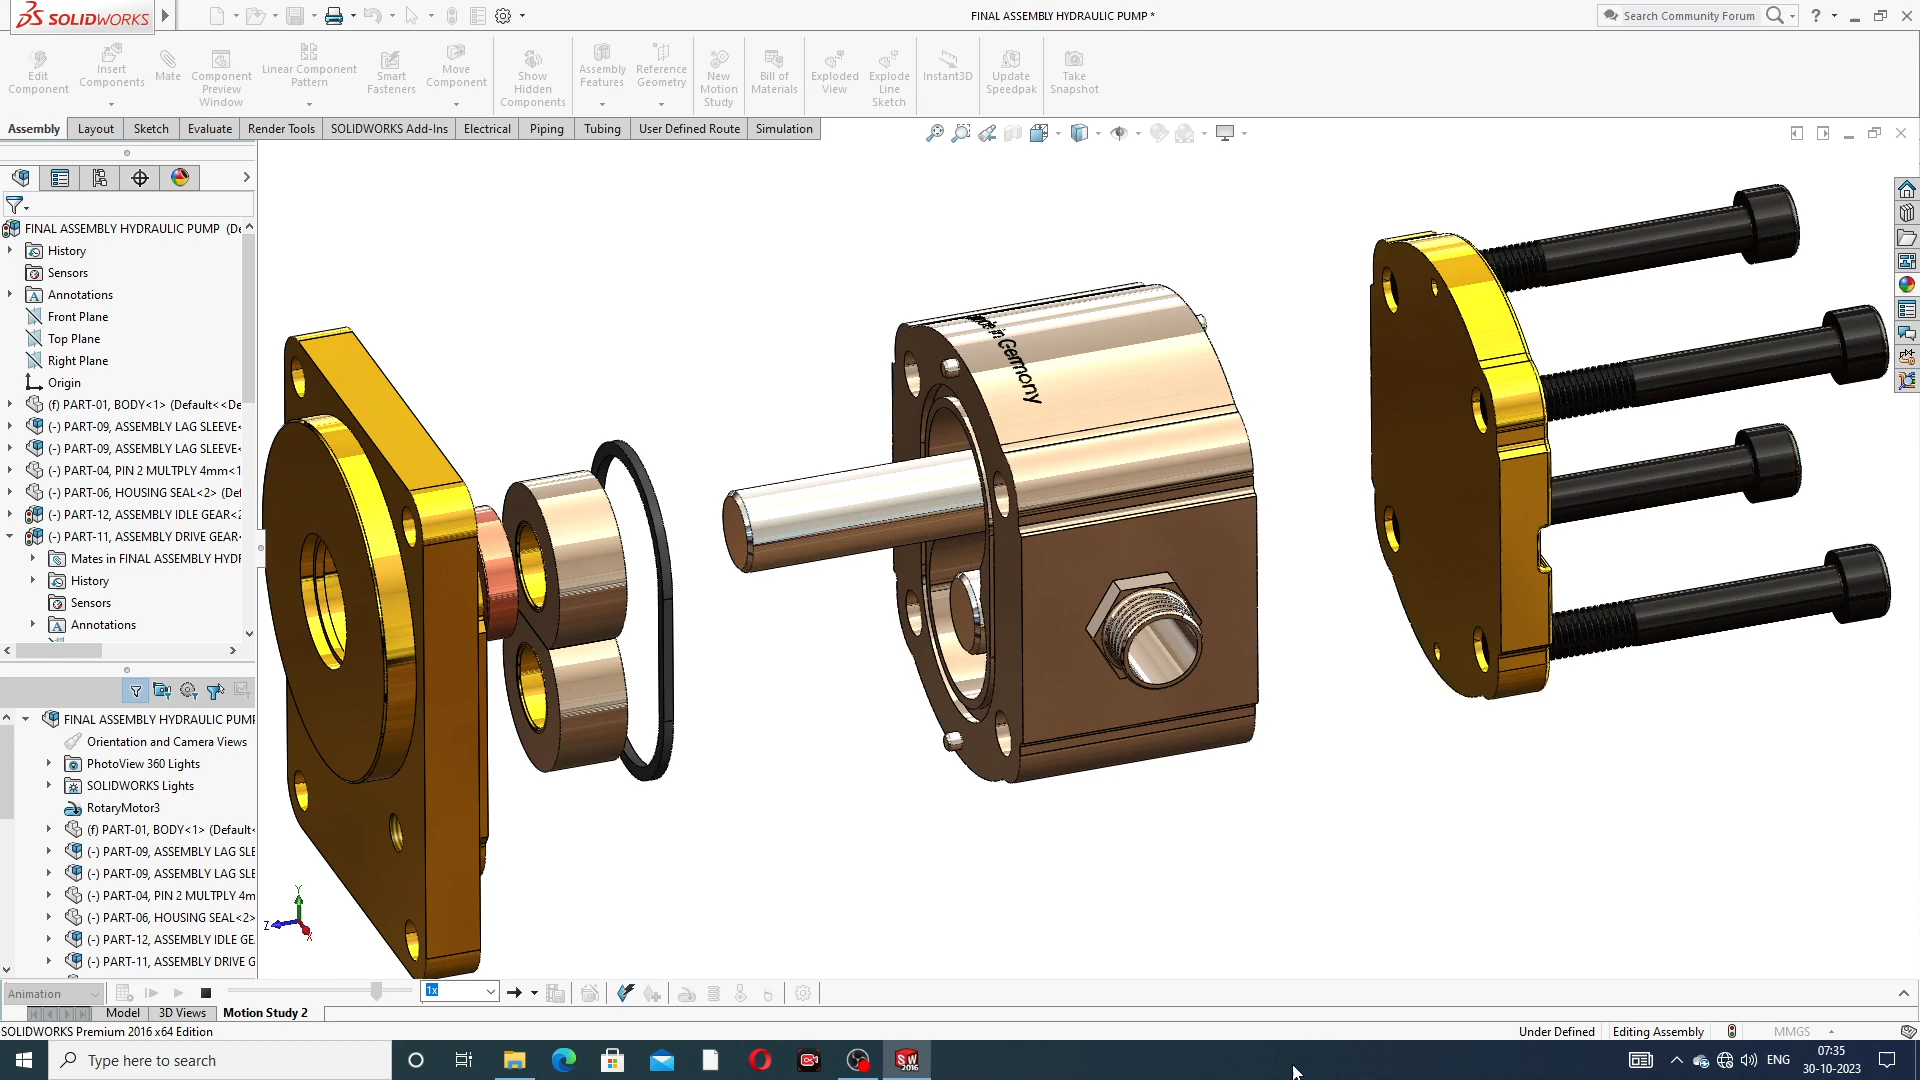 SOLIDWORKS
FINAL ASSEMBLY HYDRAULIC PUMP *
Search Community Forum
?
Edit Component
Insert Components
Mate
Component Preview Window
Linear Component Pattern
Smart Fasteners
Move Component
Show Hidden Components
Assembly Features
Reference Geometry
New Motion Study
Bill of Materials
Exploded View
Explode Line Sketch
Instant3D
Update Speedpak
Take Snapshot
Assembly
Layout
Sketch
Evaluate
Render Tools
SOLIDWORKS Add-Ins
Electrical
Piping
Tubing
User Defined Route
Simulation
FINAL ASSEMBLY HYDRAULIC PUMP (De
History
Sensors
Annotations
Front Plane
Top Plane
Right Plane
Origin
(f) PART-01, BODY<1> (Default<<De
(-) PART-09, ASSEMBLY LAG SLEEVE<
(-) PART-09, ASSEMBLY LAG SLEEVE<
(-) PART-04, PIN 2 MULTPLY 4mm<1
(-) PART-06, HOUSING SEAL<2> (Def
(-) PART-12, ASSEMBLY IDLE GEAR<2
(-) PART-11, ASSEMBLY DRIVE GEAR<
Mates in FINAL ASSEMBLY HYDR
History
Sensors
Annotations
FINAL ASSEMBLY HYDRAULIC PUMP
Orientation and Camera Views
PhotoView 360 Lights
SOLIDWORKS Lights
RotaryMotor3
(f) PART-01, BODY<1> (Default<
(-) PART-09, ASSEMBLY LAG SLE
(-) PART-09, ASSEMBLY LAG SLE
(-) PART-04, PIN 2 MULTPLY 4m
(-) PART-06, HOUSING SEAL<2>
(-) PART-12, ASSEMBLY IDLE GE
(-) PART-11, ASSEMBLY DRIVE G
in Germony
Y
Z
X
Animation
1x
Model
3D Views
Motion Study 2
SOLIDWORKS Premium 2016 x64 Edition
Under Defined
Editing Assembly
MMGS
Type here to search
SW
2016
ENG
07:35
30-10-2023